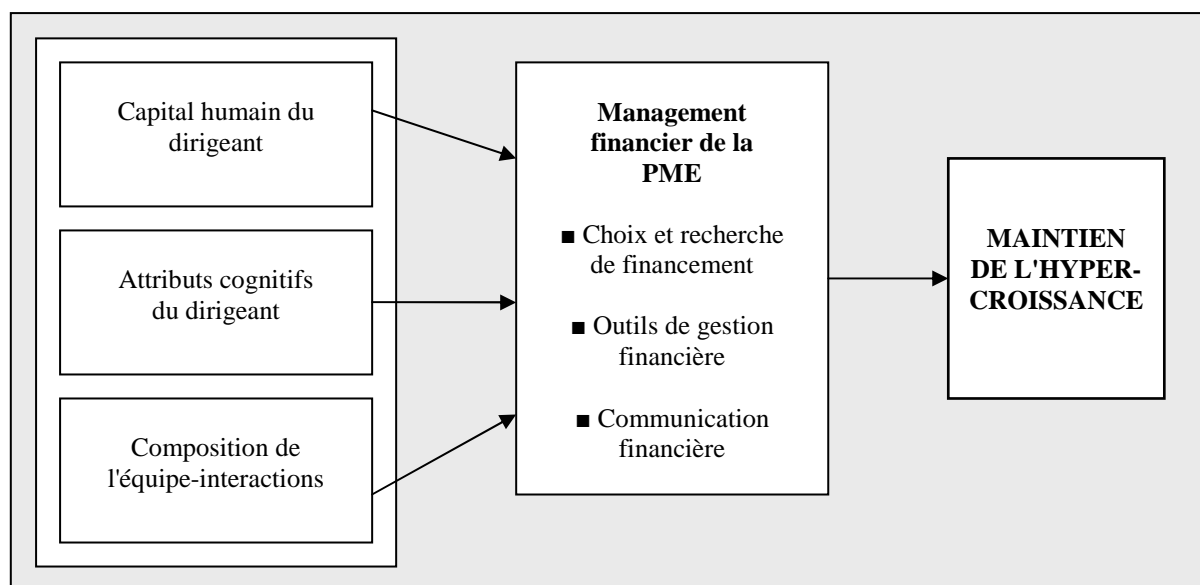 Capital humain du
dirigeant
Attributs cognitifs
du dirigeant
Composition de
l'équipe-interactions
Management
financier de la
PME
■ Choix et recherche
de financement
■ Outils de gestion
financière
■ Communication
financière
MAINTIEN
DE L'HYPER-
CROISSANCE